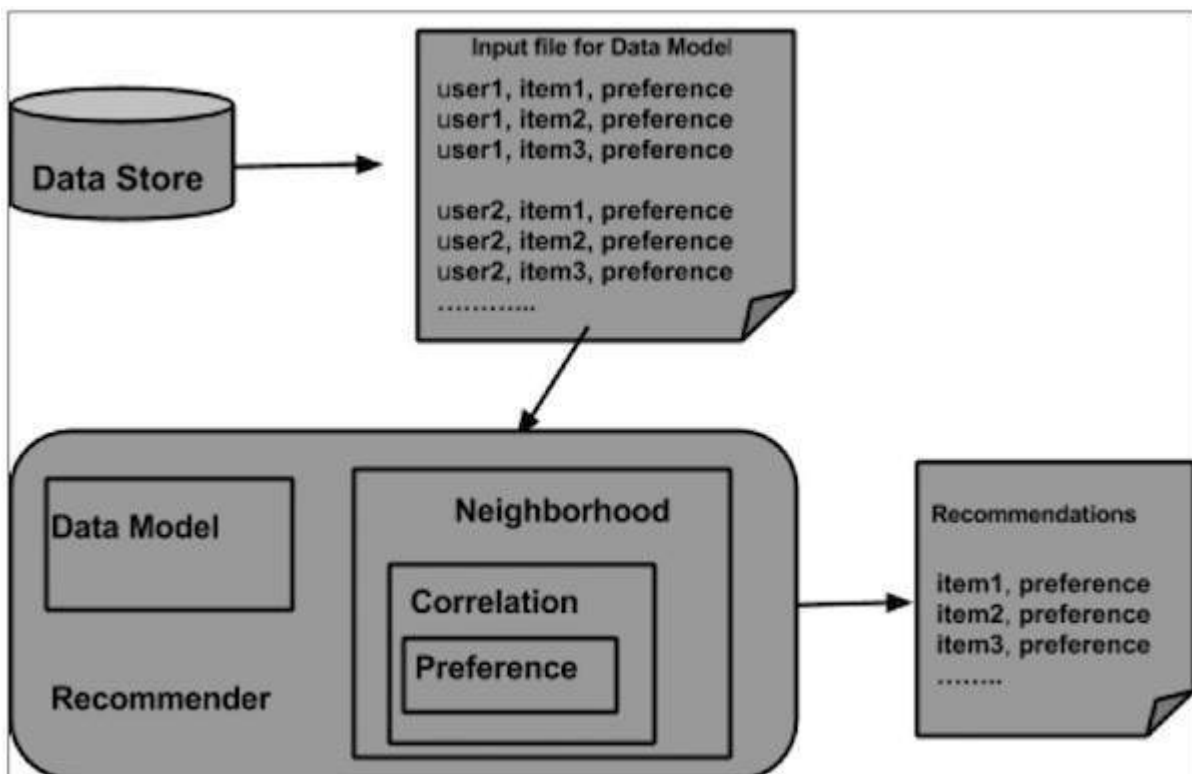 Data Store
Input file for Data Model
user1, item1, preference
user1, item2, preference
user1, item3, preference
user2, item1, preference
user2, item2, preference
user2, item3, preference
…………...
Data Model
Recommender
Neighborhood
Correlation
Preference
Recommendations
item1, preference
item2, preference
item3, preference
……..